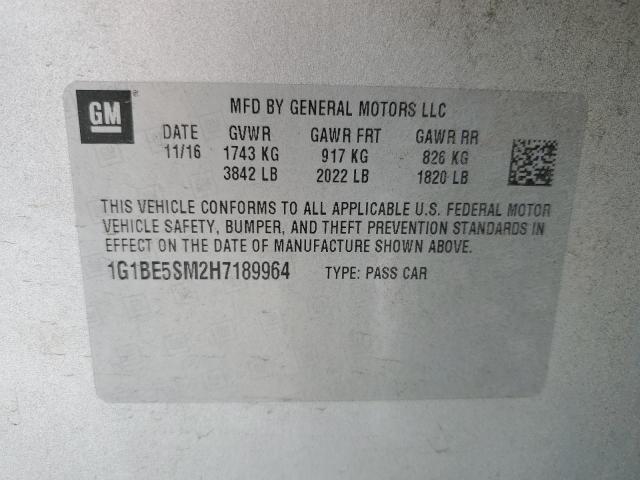 GM
MFD BY GENERAL MOTORS LLC
DATE GVWR GAWR FRT GAWR RR
11/16 1743 KG 917 KG 826 KG
3842 LB 2022 LB 1820 LB
THIS VEHICLE CONFORMS TO ALL APPLICABLE U.S. FEDERAL MOTOR
VEHICLE SAFETY, BUMPER, AND THEFT PREVENTION STANDARDS IN
EFFECT ON THE DATE OF MANUFACTURE SHOWN ABOVE.
1G1BE5SM2H7189964 TYPE: PASS CAR